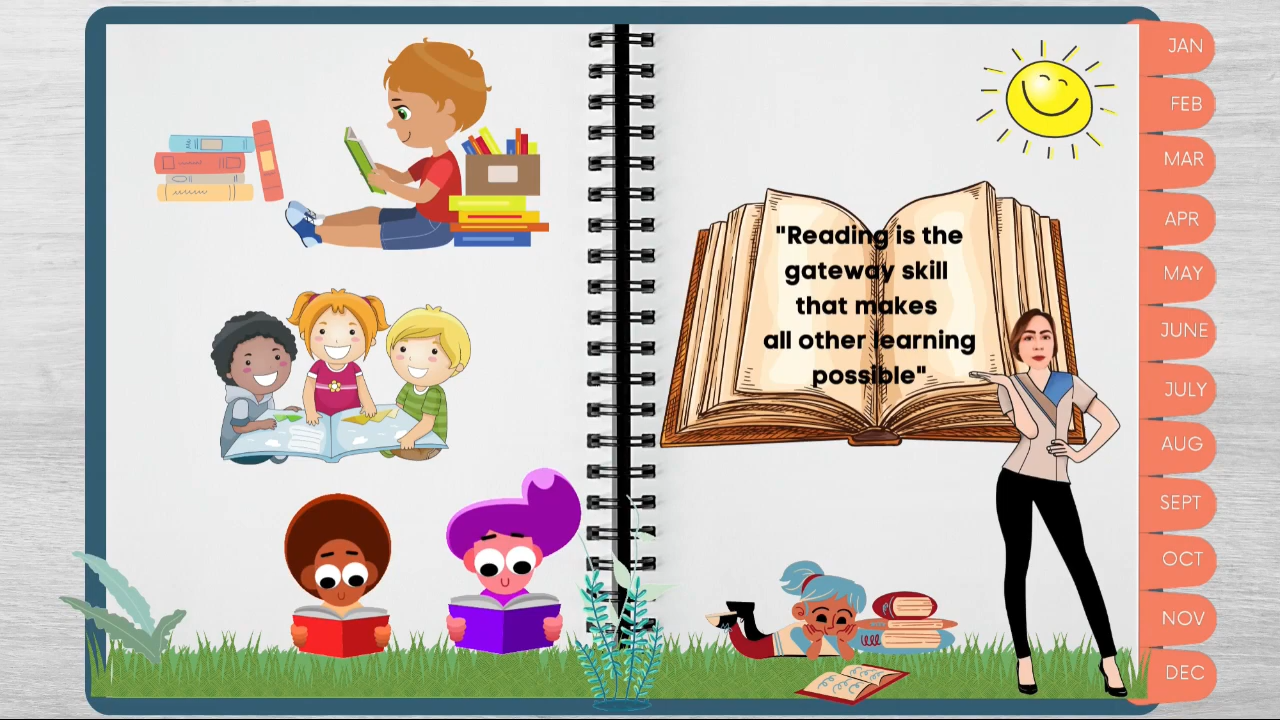 "Reading is the
gateway skill
that makes
all other learning
possible"
JAN
FEB
MAR
APR
MAY
JUNE
JULY
AUG
SEPT
OCT
NOV
DEC